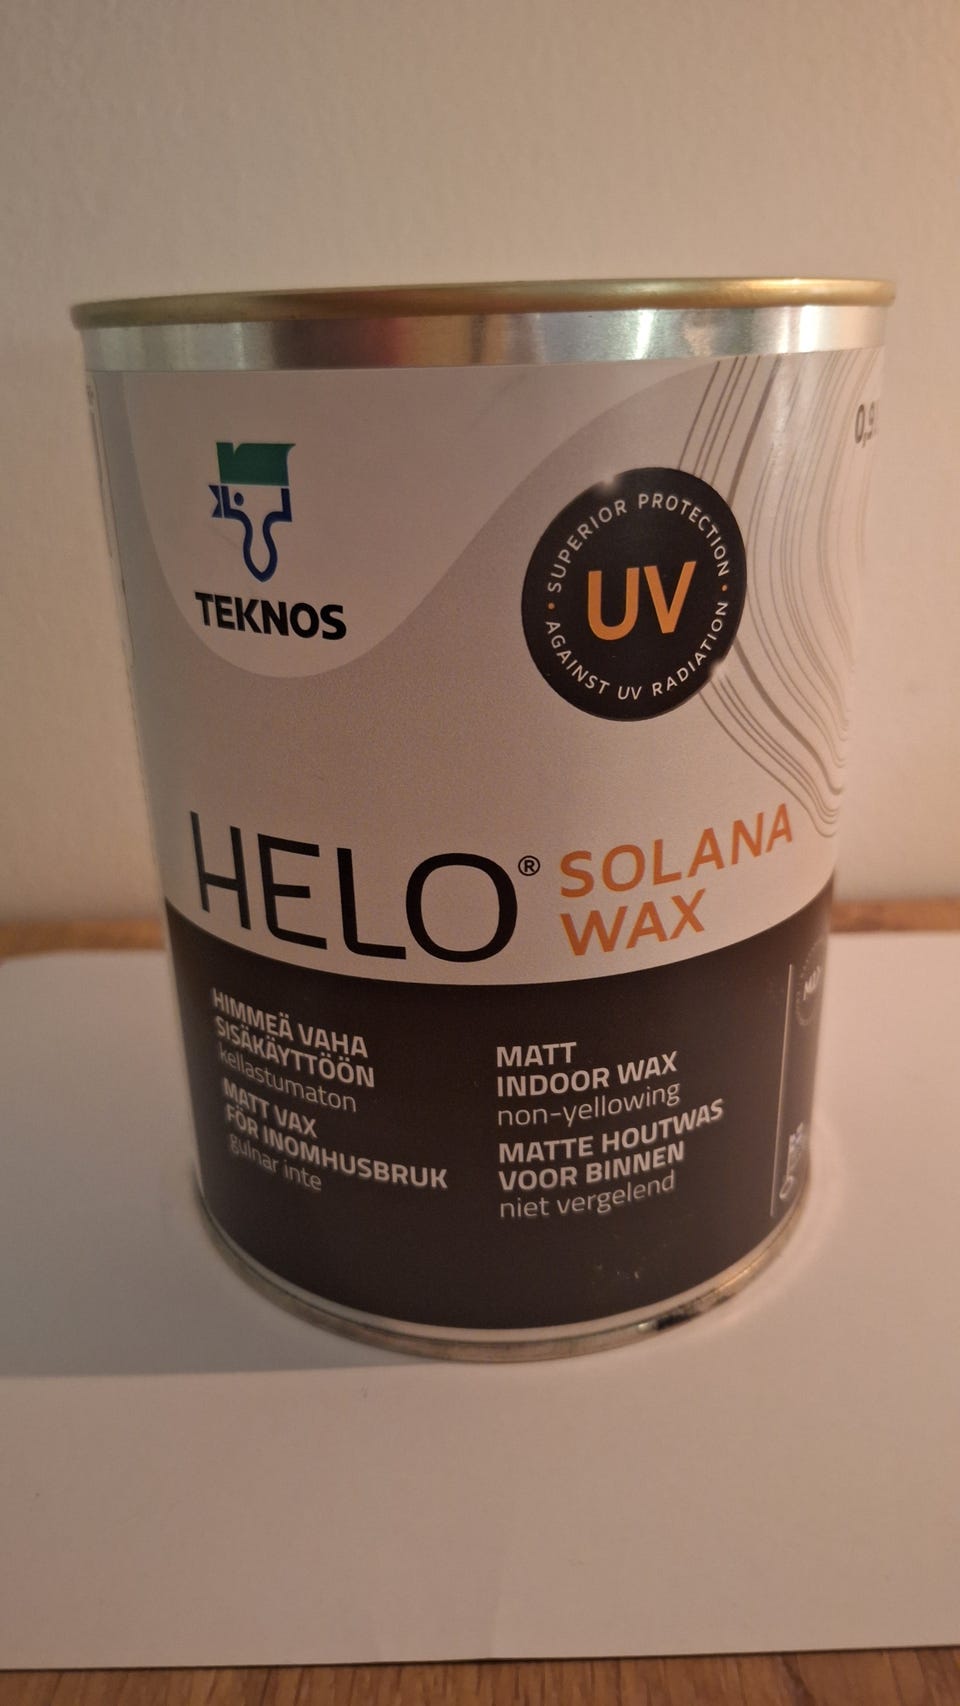 TEKNOS
SUPERIOR PROTECTION
UV
AGAINST UV RADIATION
HELO®
SOLANA
WAX
HIMMEÄ VAHA
SISÄKÄYTTÖÖN
kellastumaton
MATT VAX
FÖR INOMHUSBRUK
gulnar inte
MATT
INDOOR WAX
non-yellowing
MATTE HOUTWAS
VOOR BINNEN
niet vergelend